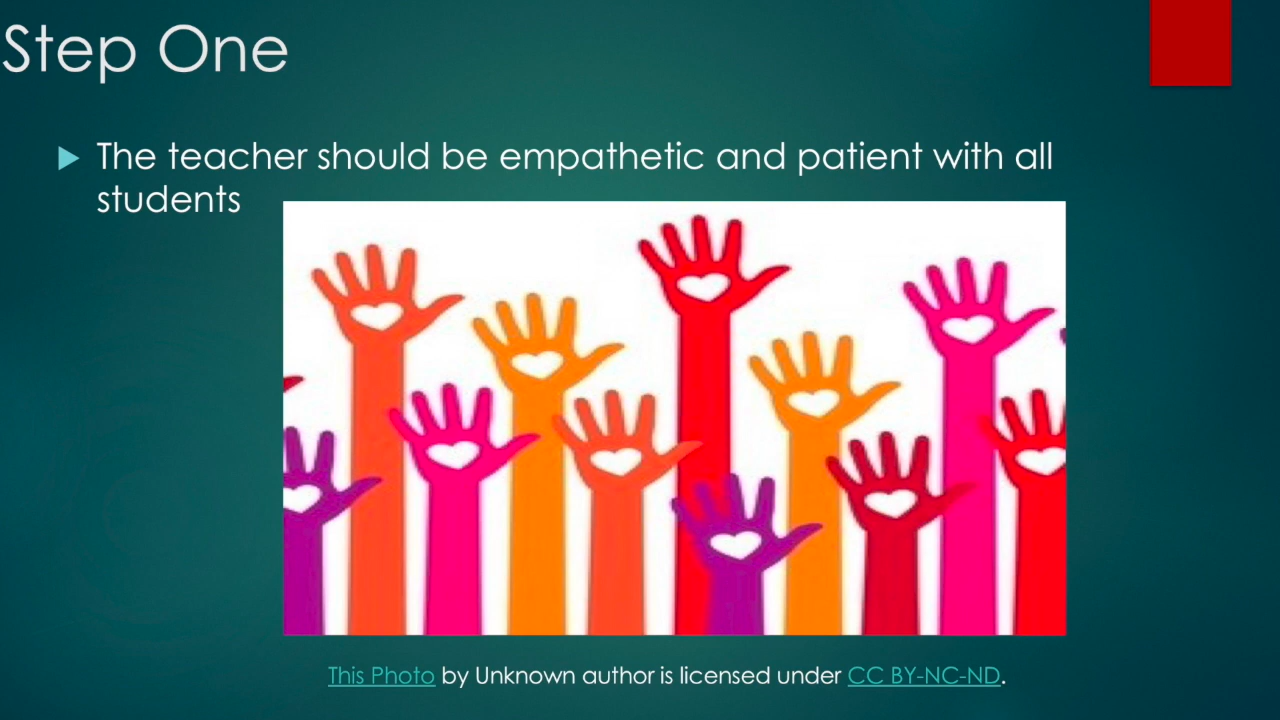 Step One
The teacher should be empathetic and patient with all
students
This Photo by Unknown author is licensed under CC BY-NC-ND.